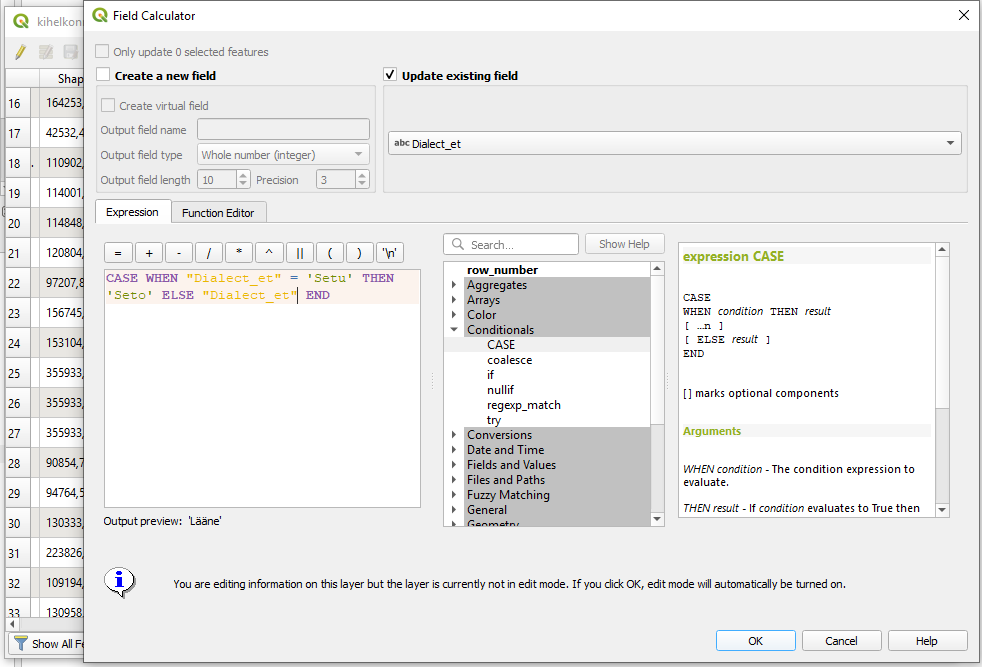 kihelkon
Field Calculator
Only update 0 selected features
Create a new field
Update existing field
Create virtual field
Output field name
Output field type Whole number (integer)
Output field length 10 Precision 3
abc Dialect_et
Expression Function Editor
= + - / * ^ || ( ) '\n'
CASE WHEN "Dialect_et" = 'Setu' THEN
'Seto' ELSE "Dialect_et" END
Output preview: 'Lääne'
Search... Show Help
row_number
Aggregates
Arrays
Color
Conditionals
CASE
coalesce
if
nullif
regexp_match
try
Conversions
Date and Time
Fields and Values
Files and Paths
Fuzzy Matching
General
Geometry
expression CASE
CASE
WHEN condition THEN result
[ …n ]
[ ELSE result ]
END
[ ] marks optional components
Arguments
WHEN condition - The condition expression to
evaluate.
THEN result - If condition evaluates to True then
You are editing information on this layer but the layer is currently not in edit mode. If you click OK, edit mode will automatically be turned on.
OK Cancel Help
Shap
16 164253,
17 42532,4
18 110902,
19 114001,
20 114848,
21 120804,
22 97207,8
23 156745,
24 153104,
25 355933,
26 355933,
27 355933,
28 90854,7
29 94764,5
30 130333,
31 223826,
32 109194,
33 130958,
Show All Fe